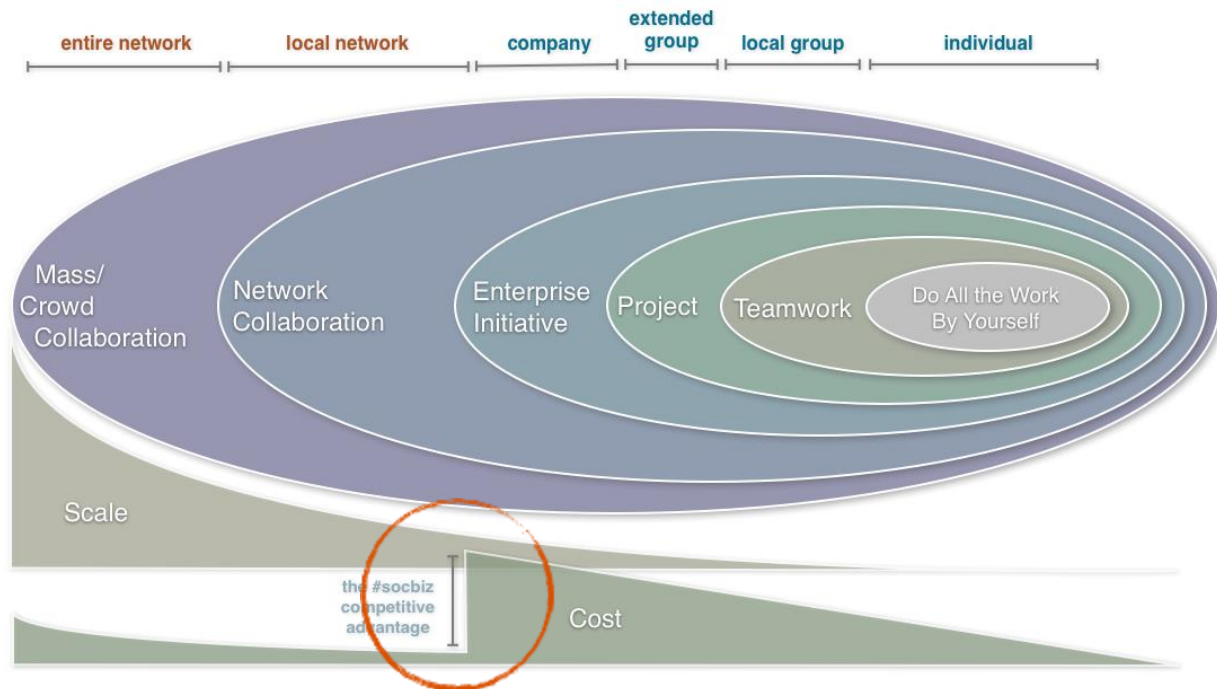 entire network
local network
company
extended
group
local group
individual
Mass/
Crowd
Collaboration
Network
Collaboration
Enterprise
Initiative
Project
Teamwork
Do All the Work
By Yourself
Scale
the #socbiz
competitive
advantage
Cost